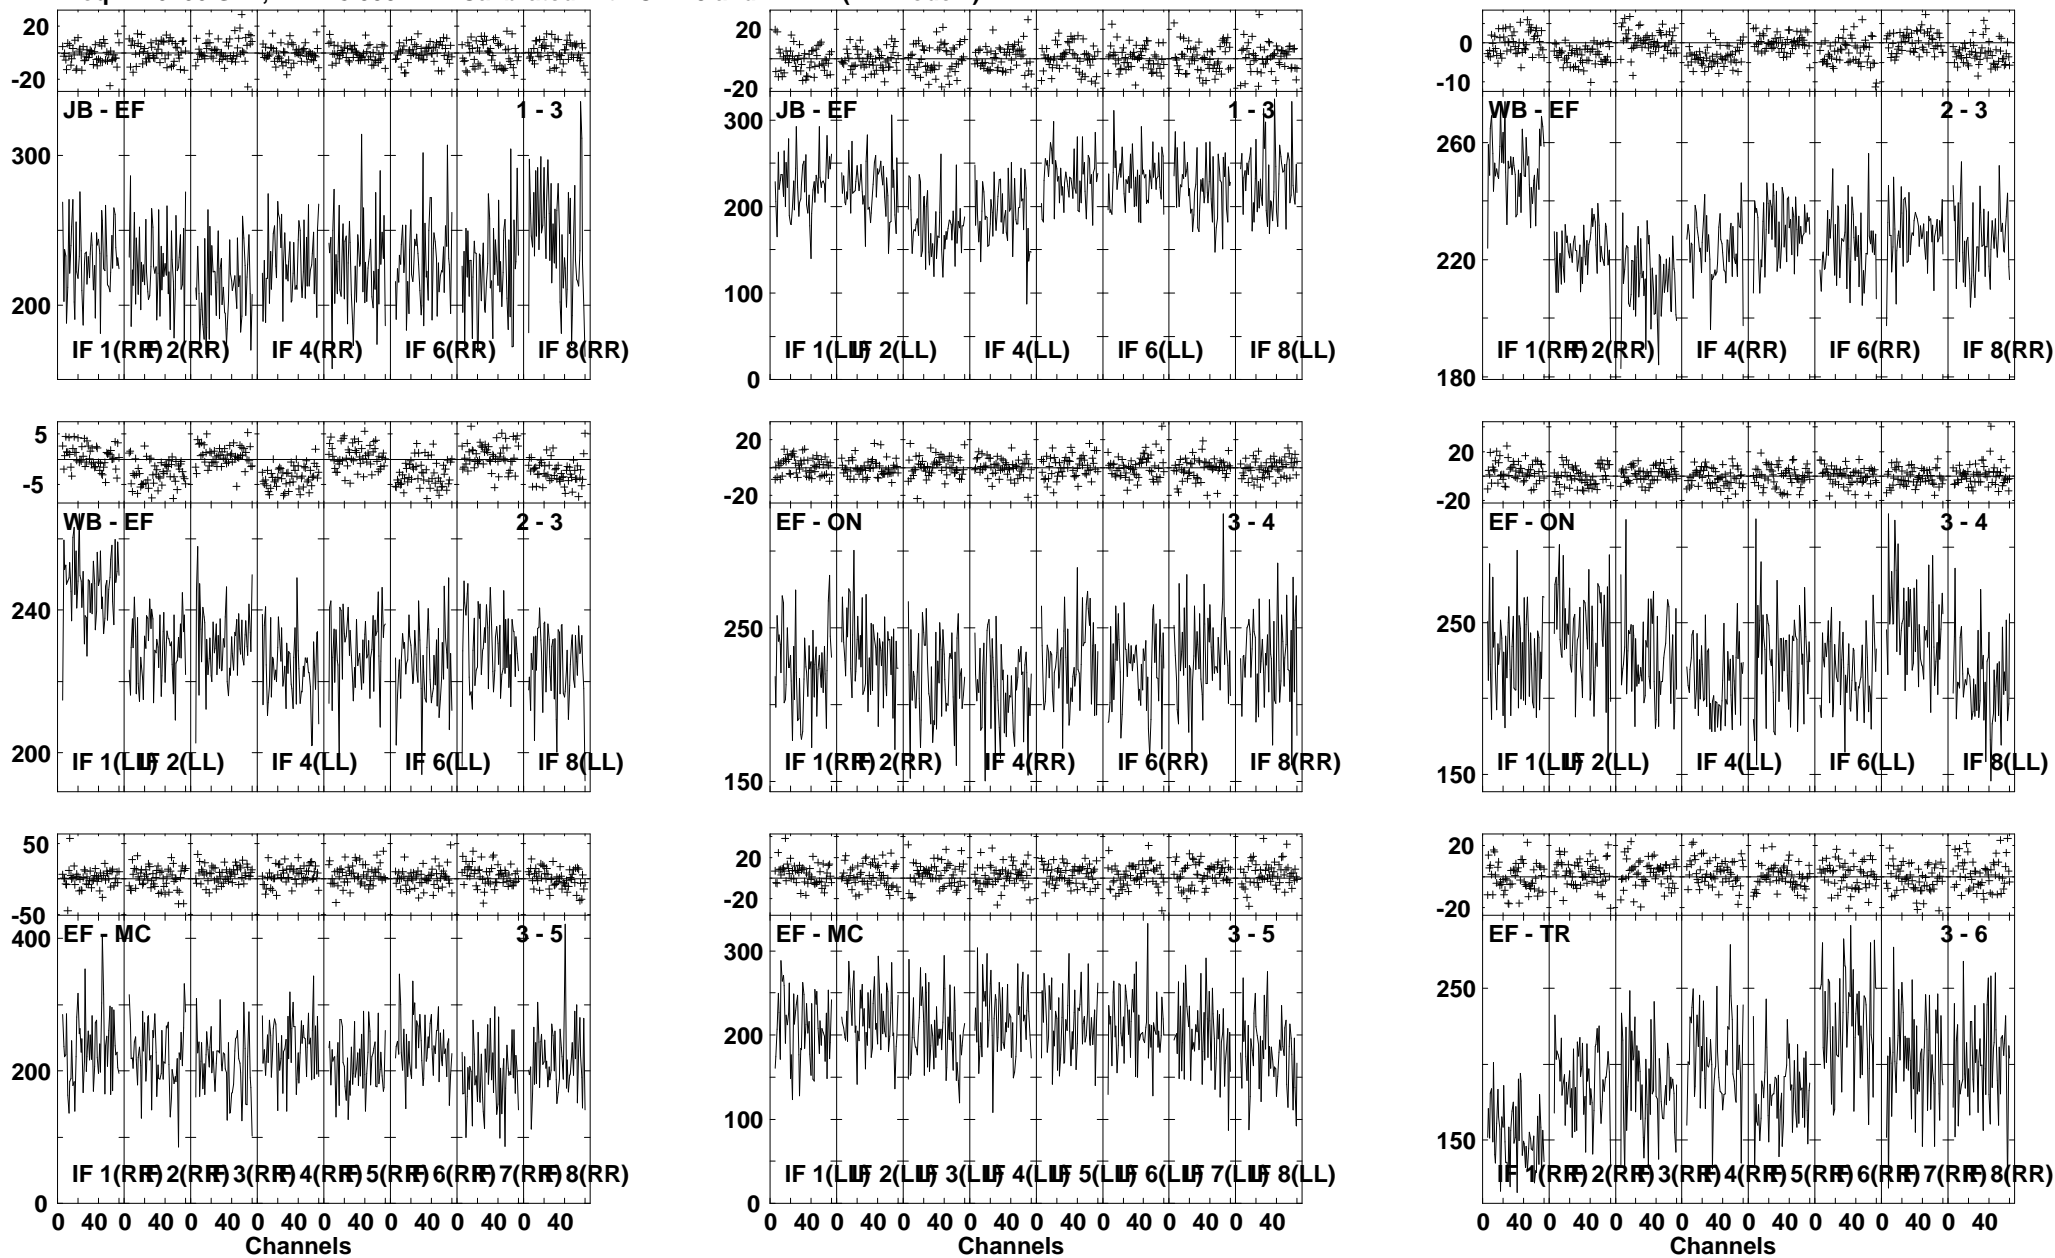 20
-20
JB - EF 1 - 3
300
200
IF 1(RR) IF 2(RR) IF 4(RR) IF 6(RR) IF 8(RR)
20
-20
JB - EF 1 - 3
300
200
100
0
IF 1(LL) IF 2(LL) IF 4(LL) IF 6(LL) IF 8(LL)
0
-10
WB - EF 2 - 3
260
220
180
IF 1(RR) IF 2(RR) IF 4(RR) IF 6(RR) IF 8(RR)
5
-5
WB - EF 2 - 3
240
200
IF 1(LL) IF 2(LL) IF 4(LL) IF 6(LL) IF 8(LL)
20
-20
EF - ON 3 - 4
250
150
IF 1(RR) IF 2(RR) IF 4(RR) IF 6(RR) IF 8(RR)
20
-20
EF - ON 3 - 4
250
150
IF 1(LL) IF 2(LL) IF 4(LL) IF 6(LL) IF 8(LL)
50
-50
EF - MC 3 - 5
400
200
0
IF 1(RR) IF 2(RR) IF 3(RR) IF 4(RR) IF 5(RR) IF 6(RR) IF 7(RR) IF 8(RR)
0 40 0 40 0 40 0 40 0 40 0 40 0 40 0 40
Channels
20
-20
EF - MC 3 - 5
300
200
100
0
IF 1(LL) IF 2(LL) IF 3(LL) IF 4(LL) IF 5(LL) IF 6(LL) IF 7(LL) IF 8(LL)
0 40 0 40 0 40 0 40 0 40 0 40 0 40 0 40
Channels
20
-20
EF - TR 3 - 6
250
150
IF 1(RR) IF 2(RR) IF 3(RR) IF 4(RR) IF 5(RR) IF 6(RR) IF 7(RR) IF 8(RR)
0 40 0 40 0 40 0 40 0 40 0 40 0 40 0 40
Channels